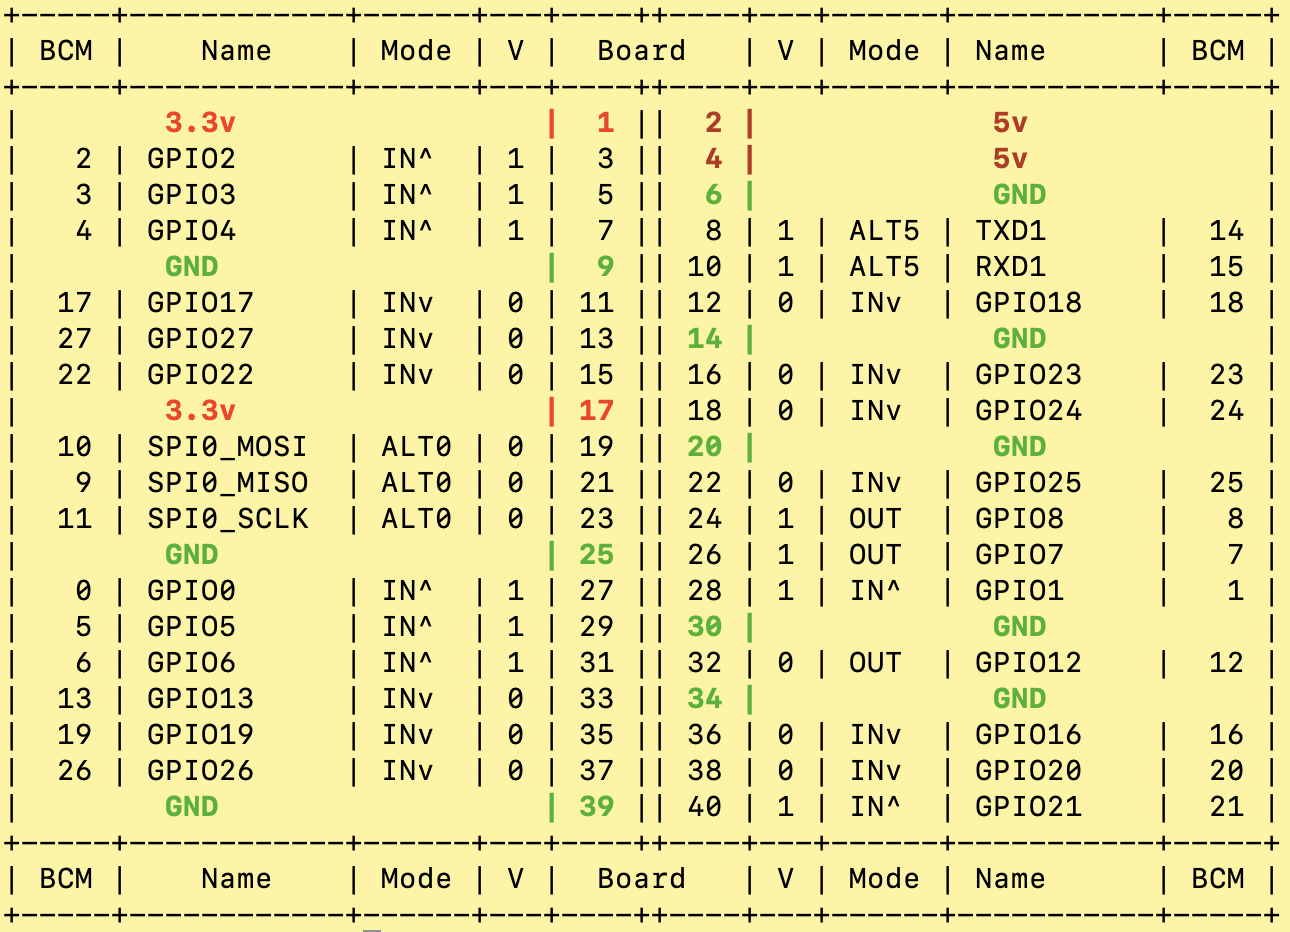 +-----+------------+------+---+----++----+---+------+-----------+-----+
| BCM |    Name    | Mode | V |  Board   | V | Mode | Name      | BCM |
+-----+------------+------+---+----++----+---+------+-----------+-----+
|        3.3v                 |  1 ||  2 |             5v            |
|   2 | GPIO2      | IN^  | 1 |  3 ||  4 |             5v            |
|   3 | GPIO3      | IN^  | 1 |  5 ||  6 |             GND           |
|   4 | GPIO4      | IN^  | 1 |  7 ||  8 | 1 | ALT5 | TXD1      | 14  |
|        GND                  |  9 || 10 | 1 | ALT5 | RXD1      | 15  |
|  17 | GPIO17     | INv  | 0 | 11 || 12 | 0 | INv  | GPIO18    | 18  |
|  27 | GPIO27     | INv  | 0 | 13 || 14 |             GND           |
|  22 | GPIO22     | INv  | 0 | 15 || 16 | 0 | INv  | GPIO23    | 23  |
|        3.3v                 | 17 || 18 | 0 | INv  | GPIO24    | 24  |
|  10 | SPI0_MOSI  | ALT0 | 0 | 19 || 20 |             GND           |
|   9 | SPI0_MISO  | ALT0 | 0 | 21 || 22 | 0 | INv  | GPIO25    | 25  |
|  11 | SPI0_SCLK  | ALT0 | 0 | 23 || 24 | 1 | OUT  | GPIO8     |  8  |
|        GND                  | 25 || 26 | 1 | OUT  | GPIO7     |  7  |
|   0 | GPIO0      | IN^  | 1 | 27 || 28 | 1 | IN^  | GPIO1     |  1  |
|   5 | GPIO5      | IN^  | 1 | 29 || 30 |             GND           |
|   6 | GPIO6      | IN^  | 1 | 31 || 32 | 0 | OUT  | GPIO12    | 12  |
|  13 | GPIO13     | INv  | 0 | 33 || 34 |             GND           |
|  19 | GPIO19     | INv  | 0 | 35 || 36 | 0 | INv  | GPIO16    | 16  |
|  26 | GPIO26     | INv  | 0 | 37 || 38 | 0 | INv  | GPIO20    | 20  |
|        GND                  | 39 || 40 | 1 | IN^  | GPIO21    | 21  |
+-----+------------+------+---+----++----+---+------+-----------+-----+
| BCM |    Name    | Mode | V |  Board   | V | Mode | Name      | BCM |
+-----+------------+------+---+----++----+---+------+-----------+-----+